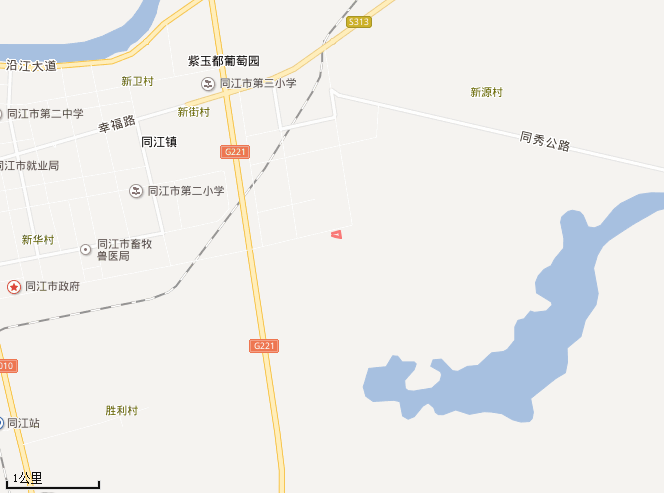 S313
紫玉都葡萄园
沿江大道
新卫村
同江市第三小学
新源村
同江市第二中学
新街村
幸福路
同江镇
同秀公路
G221
同江市就业局
同江市第二小学
新华村
同江市畜牧
兽医局
同江市政府
G221
010
胜利村
同江站
1公里